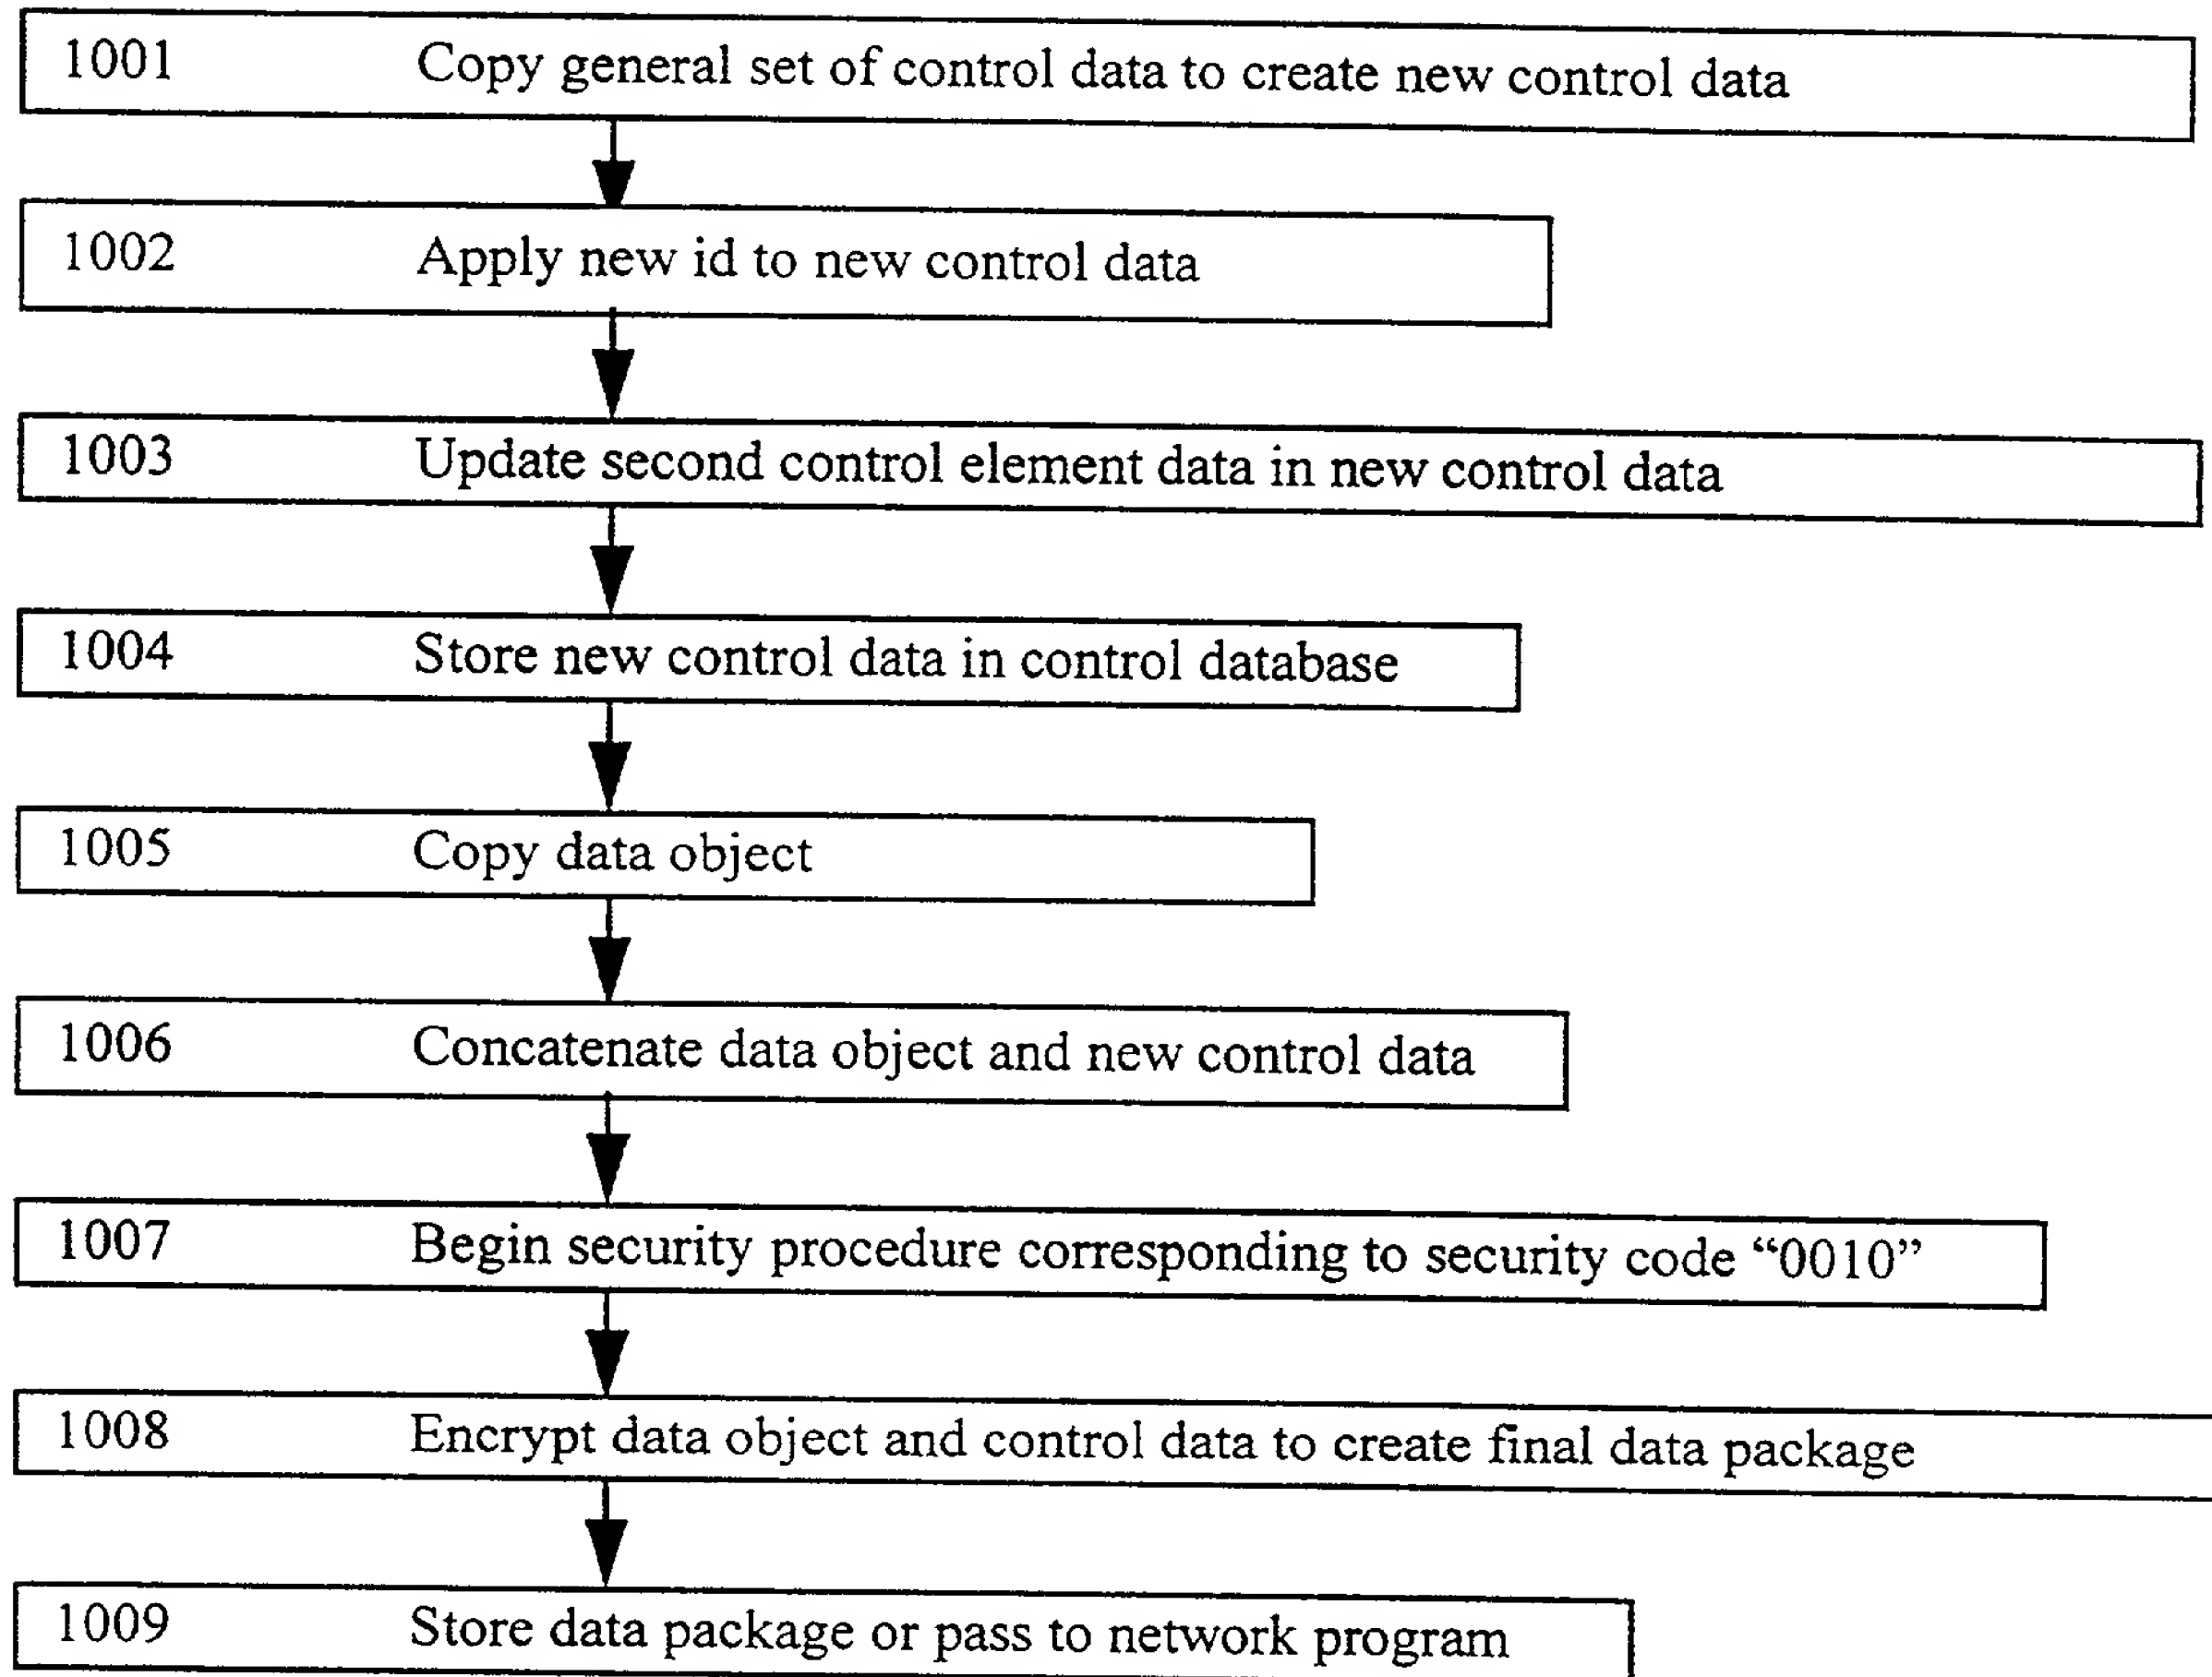 1001 Copy general set of control data to create new control data
1002 Apply new id to new control data
1003 Update second control element data in new control data
1004 Store new control data in control database
1005 Copy data object
1006 Concatenate data object and new control data
1007 Begin security procedure corresponding to security code “0010”
1008 Encrypt data object and control data to create final data package
1009 Store data package or pass to network program